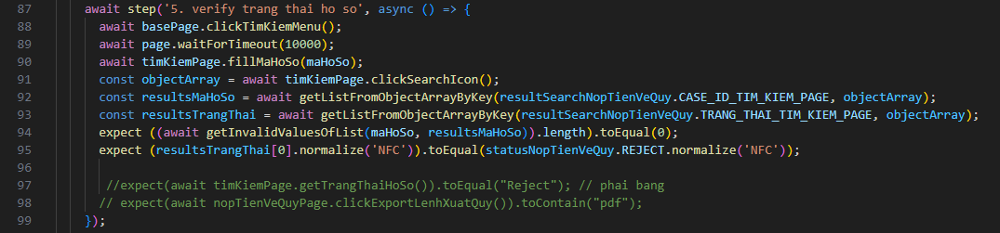 87 await step('5. verify trang thai ho so', async () => {
88 await basePage.clickTimKiemMenu();
89 await page.waitForTimeout(10000);
90 await timKiemPage.fillMaHoSo(maHoSo);
91 const objectArray = await timKiemPage.clickSearchIcon();
92 const resultsMaHoSo = await getListFromObjectArrayByKey(resultSearchNopTienVeQuy.CASE_ID_TIM_KIEM_PAGE, objectArray);
93 const resultsTrangThai = await getListFromObjectArrayByKey(resultSearchNopTienVeQuy.TRANG_THAI_TIM_KIEM_PAGE, objectArray);
94 expect ((await getInvalidValuesOfList(maHoSo, resultsMaHoSo)).length).toEqual(0);
95 expect (resultsTrangThai[0].normalize('NFC')).toEqual(statusNopTienVeQuy.REJECT.normalize('NFC'));
96
97 //expect(await timKiemPage.getTrangThaiHoSo()).toEqual("Reject"); // phai bang
98 // expect(await nopTienVeQuyPage.clickExportLenhXuatQuy()).toContain("pdf");
99 });